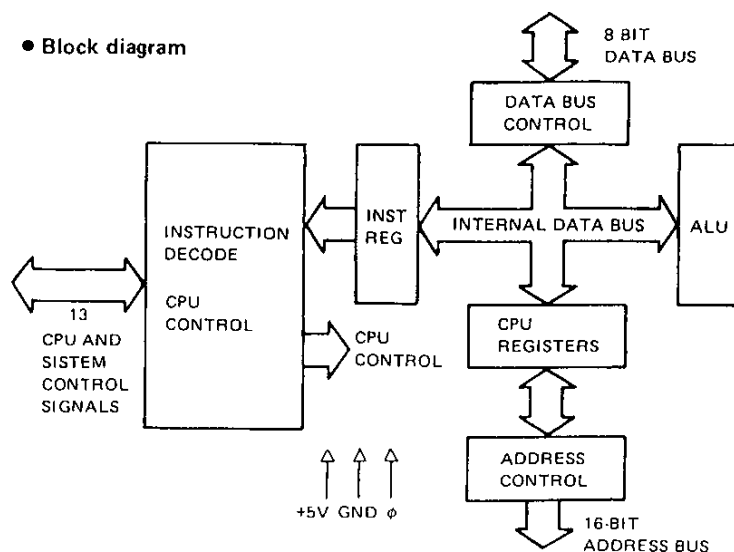 ● Block diagram
8 BIT
DATA BUS
DATA BUS
CONTROL
INSTRUCTION
DECODE
CPU
CONTROL
INST
REG
INTERNAL DATA BUS
ALU
13
CPU AND
SISTEM
CONTROL
SIGNALS
CPU
CONTROL
CPU
REGISTERS
ADDRESS
CONTROL
+5V GND φ
16-BIT
ADDRESS BUS